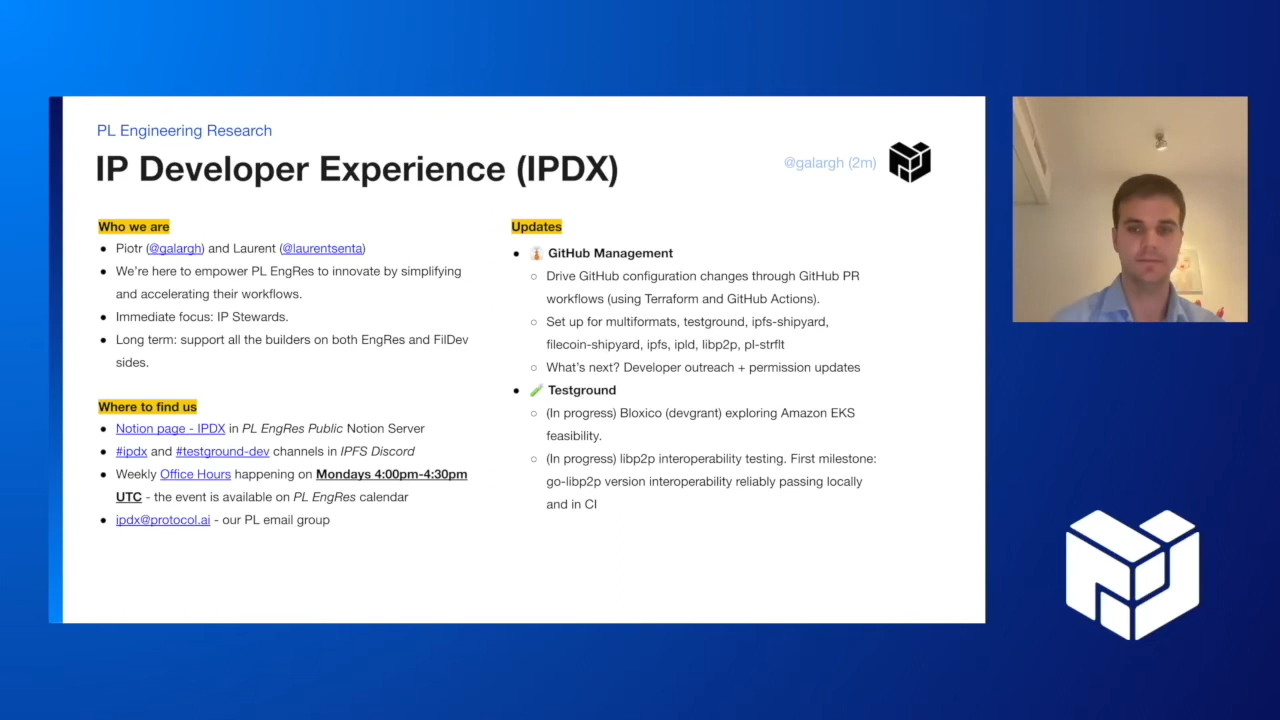 PL Engineering Research
IP Developer Experience (IPDX)
@galargh (2m)
Who we are
● Piotr (@galargh) and Laurent (@laurentsenta)
● We're here to empower PL EngRes to innovate by simplifying
and accelerating their workflows.
● Immediate focus: IP Stewards.
● Long term: support all the builders on both EngRes and FilDev
sides.
Where to find us
● Notion page - IPDX in PL EngRes Public Notion Server
● #ipdx and #testground-dev channels in IPFS Discord
● Weekly Office Hours happening on Mondays 4:00pm-4:30pm
UTC - the event is available on PL EngRes calendar
● ipdx@protocol.ai - our PL email group
Updates
● 👔 GitHub Management
○ Drive GitHub configuration changes through GitHub PR
workflows (using Terraform and GitHub Actions).
○ Set up for multiformats, testground, ipfs-shipyard,
filecoin-shipyard, ipfs, ipld, libp2p, pl-strflt
○ What's next? Developer outreach + permission updates
● 🧪 Testground
○ (In progress) Bloxico (devgrant) exploring Amazon EKS
feasibility.
○ (In progress) libp2p interoperability testing. First milestone:
go-libp2p version interoperability reliably passing locally
and in CI